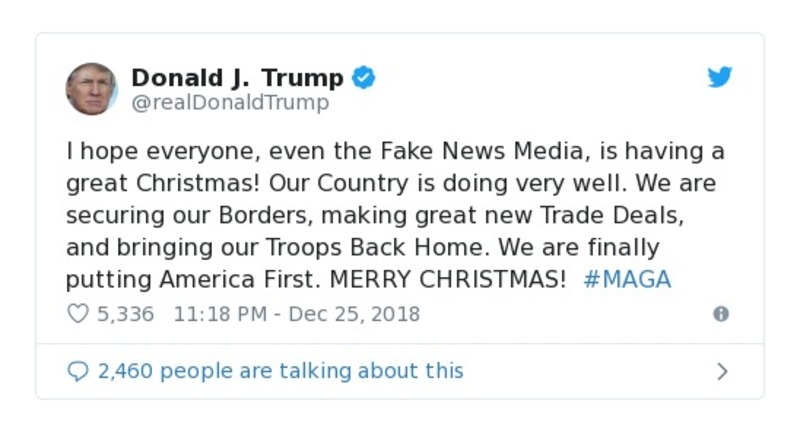 Donald J. Trump
@realDonaldTrump
I hope everyone, even the Fake News Media, is having a
great Christmas! Our Country is doing very well. We are
securing our Borders, making great new Trade Deals,
and bringing our Troops Back Home. We are finally
putting America First. MERRY CHRISTMAS! #MAGA
5,336 11:18 PM - Dec 25, 2018
2,460 people are talking about this